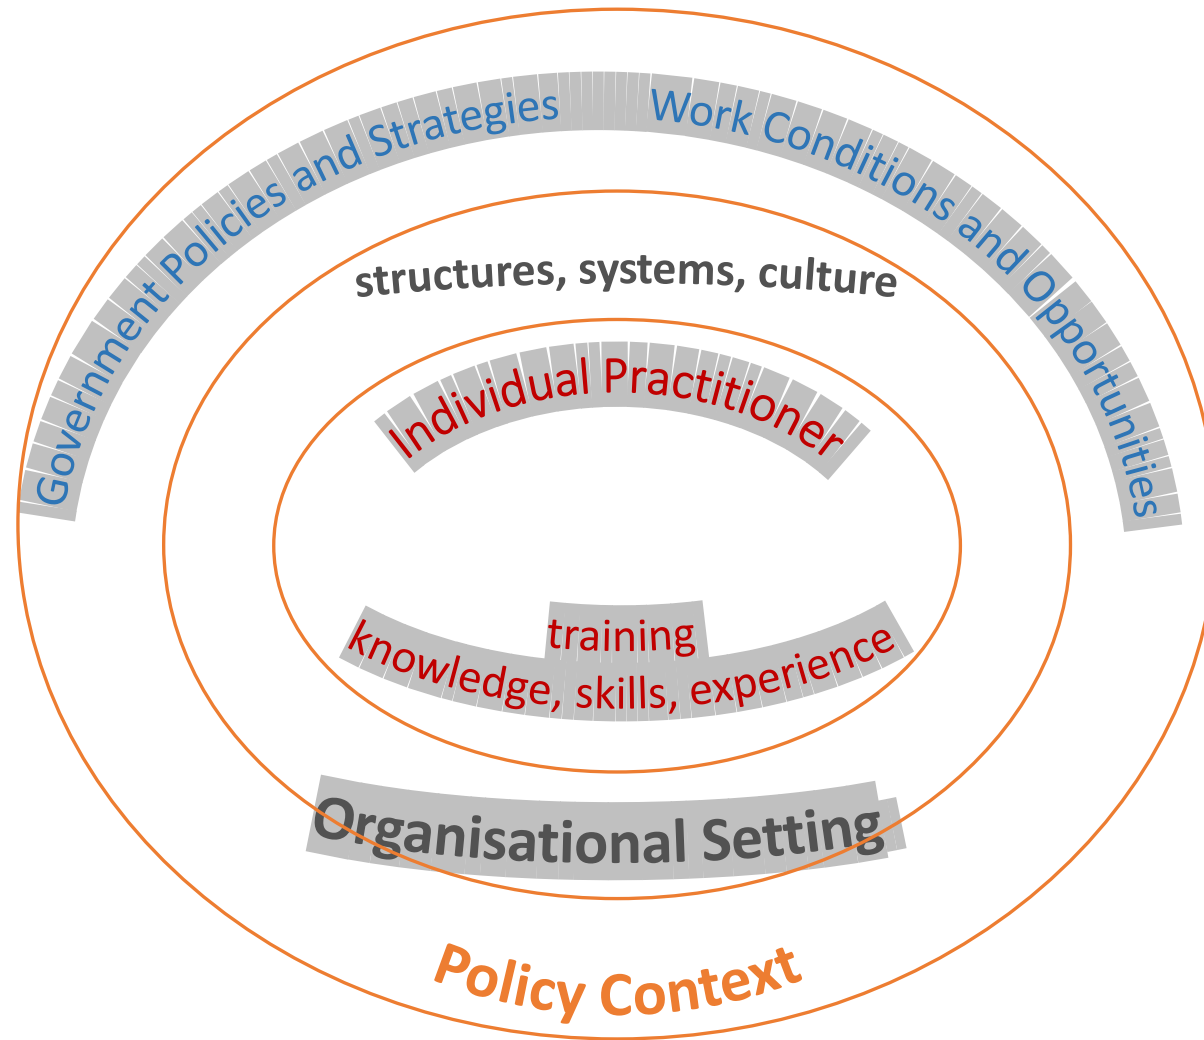 Government Policies and Strategies
Work Conditions and Opportunities
structures, systems, culture
Individual Practitioner
training
knowledge, skills, experience
Organisational Setting
Policy Context